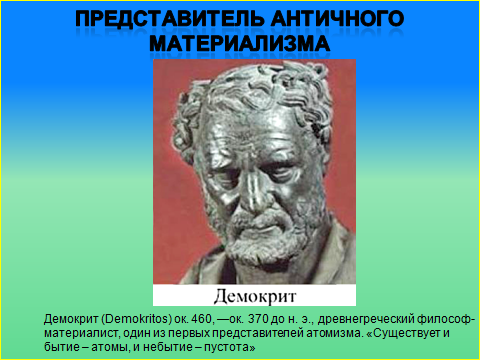 ПРЕДСТАВИТЕЛЬ АНТИЧНОГО
МАТЕРИАЛИЗМА
Демокрит
Демокрит (Demokritos) ок. 460, —ок. 370 до н. э., древнегреческий философ-
материалист, один из первых представителей атомизма. «Существует и
бытие – атомы, и небытие – пустота»